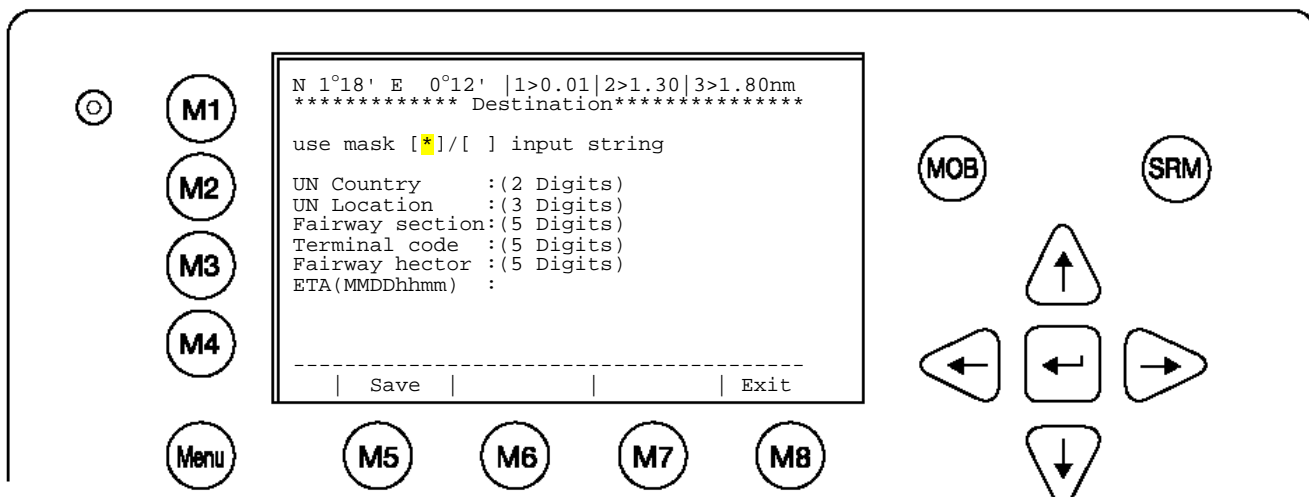 N 1°18' E  0°12' |1>0.01|2>1.30|3>1.80nm
************* Destination***************
use mask [*]/[ ] input string
UN Country     :(2 Digits)
UN Location    :(3 Digits)
Fairway section:(5 Digits)
Terminal code  :(5 Digits)
Fairway hector :(5 Digits)
ETA(MMDDhhmm)  :
----------------------------------------
| Save | | | Exit
M1
M2
M3
M4
Menu
M5
M6
M7
M8
MOB
SRM